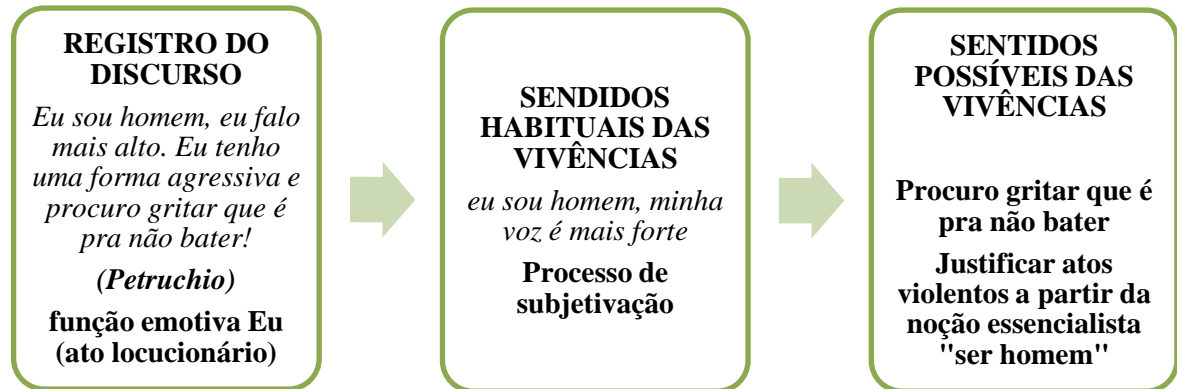 REGISTRO DO
DISCURSO
Eu sou homem, eu falo
mais alto. Eu tenho
uma forma agressiva e
procuro gritar que é
pra não bater!
(Petruchio)
função emotiva Eu
(ato locucionário)
SENDIDOS
HABITUAIS DAS
VIVÊNCIAS
eu sou homem, minha
voz é mais forte
Processo de
subjetivação
SENTIDOS
POSSÍVEIS DAS
VIVÊNCIAS
Procuro gritar que é
pra não bater
Justificar atos
violentos a partir da
noção essencialista
"ser homem"